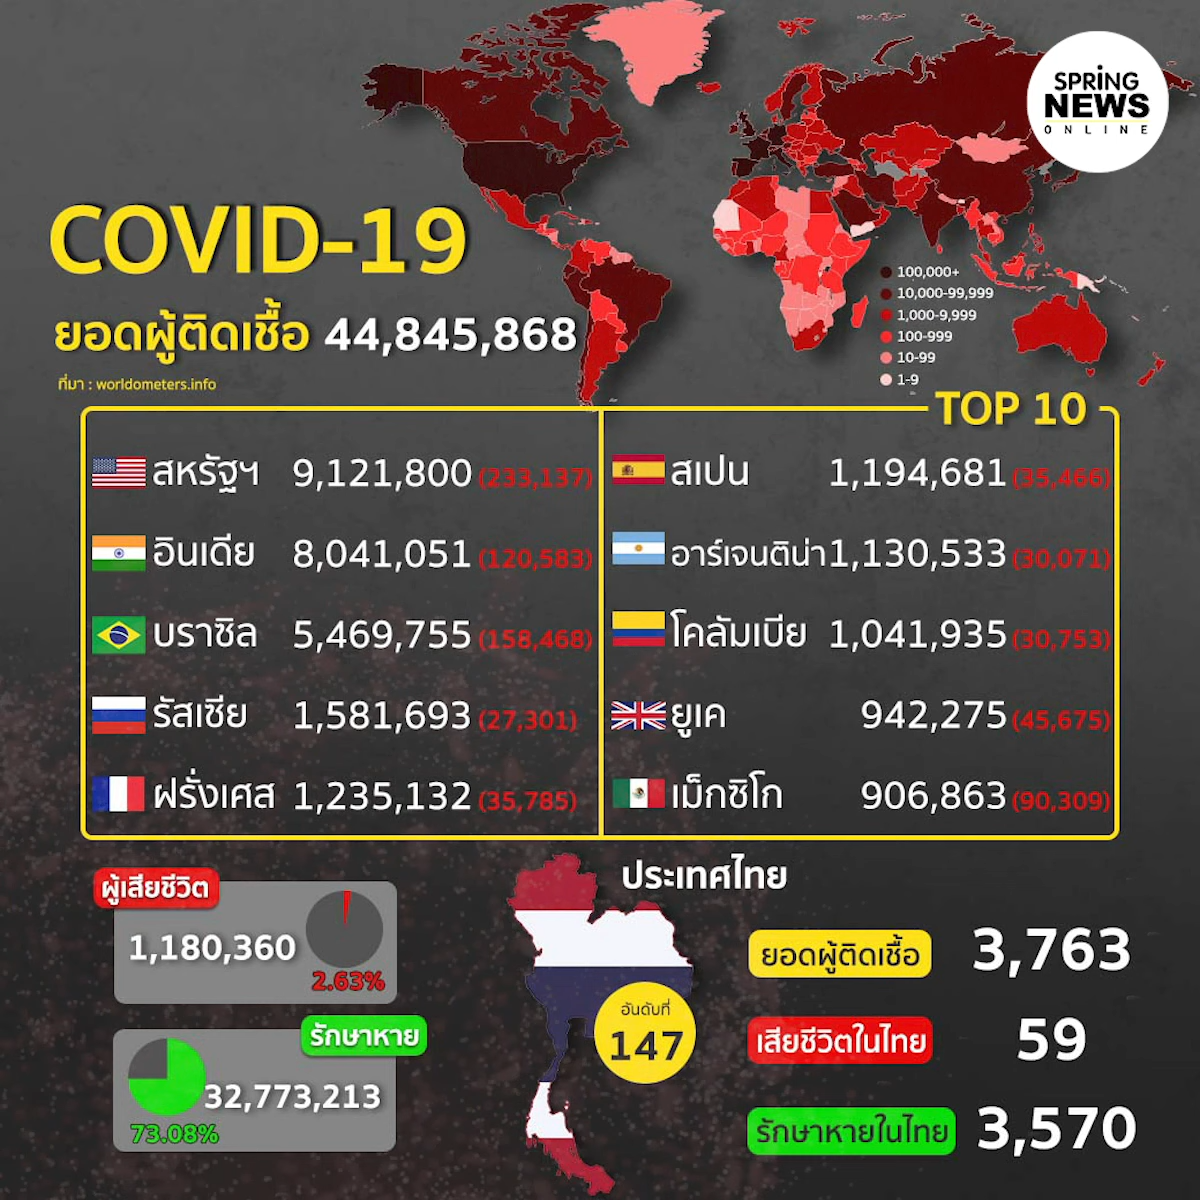 SPRiNG
NEWS
ONLINE
COVID-19
ยอดผู้ติดเชื้อ 44,845,868
ที่มา : worldometers.info
100,000+
10,000-99,999
1,000-9,999
100-999
10-99
1-9
TOP 10
สหรัฐฯ 9,121,800 (233,137)
อินเดีย 8,041,051 (120,583)
บราซิล 5,469,755 (158,468)
รัสเซีย 1,581,693 (27,301)
ฝรั่งเศส 1,235,132 (35,785)
สเปน 1,194,681 (35,466)
อาร์เจนติน่า 1,130,533 (30,071)
โคลัมเบีย 1,041,935 (30,753)
ยูเค 942,275 (45,675)
เม็กซิโก 906,863 (90,309)
ผู้เสียชีวิต
1,180,360
2.63%
รักษาหาย
32,773,213
73.08%
ประเทศไทย
อันดับที่
147
ยอดผู้ติดเชื้อ 3,763
เสียชีวิตในไทย 59
รักษาหายในไทย 3,570